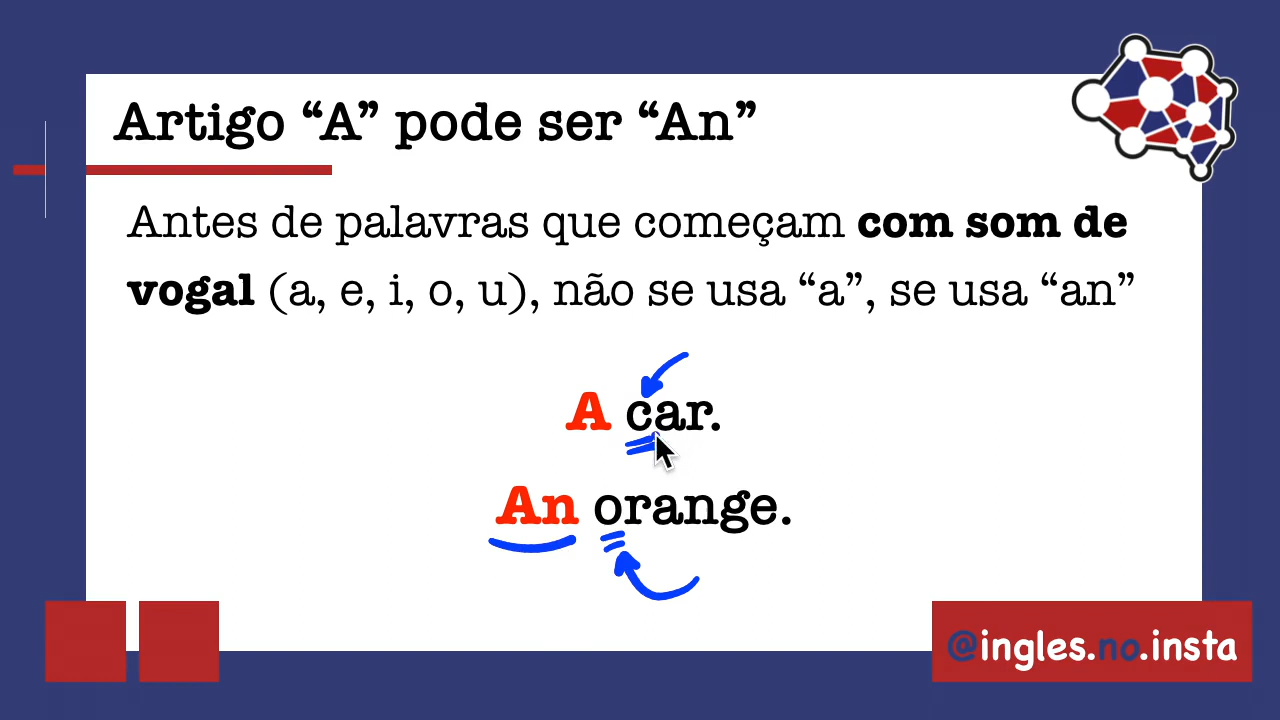 Artigo “A” pode ser “An”
Antes de palavras que começam com som de
vogal (a, e, i, o, u), não se usa “a”, se usa “an”
A car.
An orange.
@ingles.no.insta